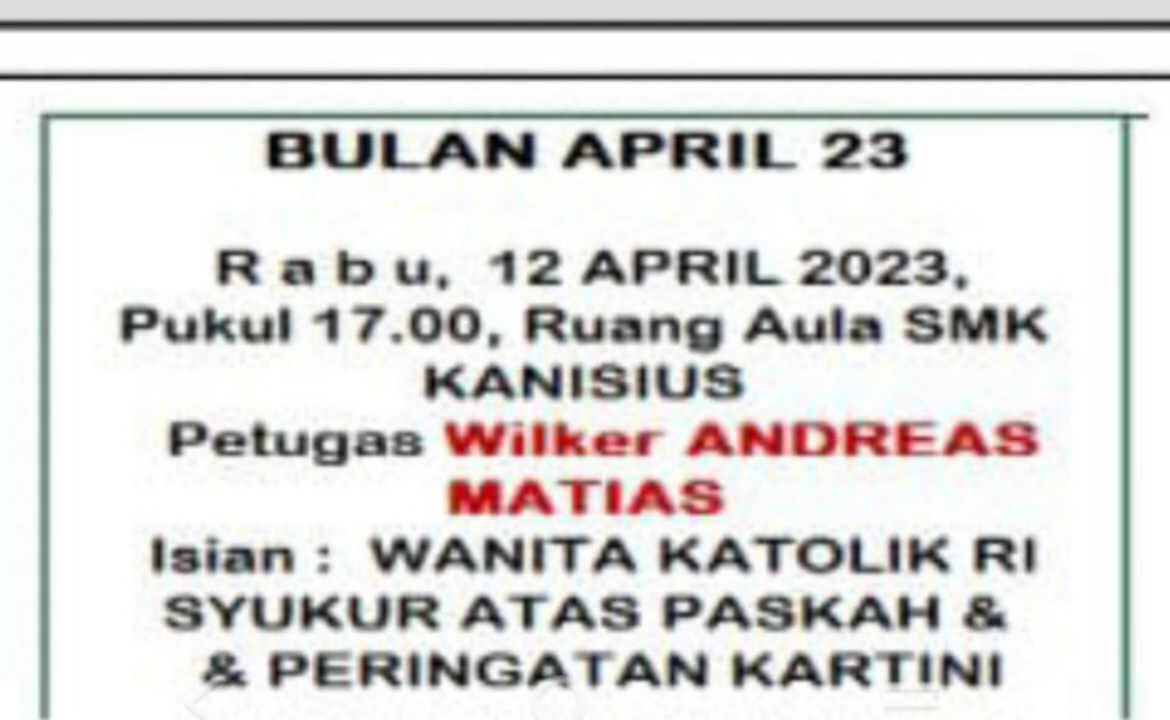 BULAN APRIL 23
R a b u, 12 APRIL 2023,
Pukul 17.00, Ruang Aula SMK
KANISIUS
Petugas Wilker ANDREAS
MATIAS
Isian : WANITA KATOLIK RI
SYUKUR ATAS PASKAH &
& PERINGATAN KARTINI